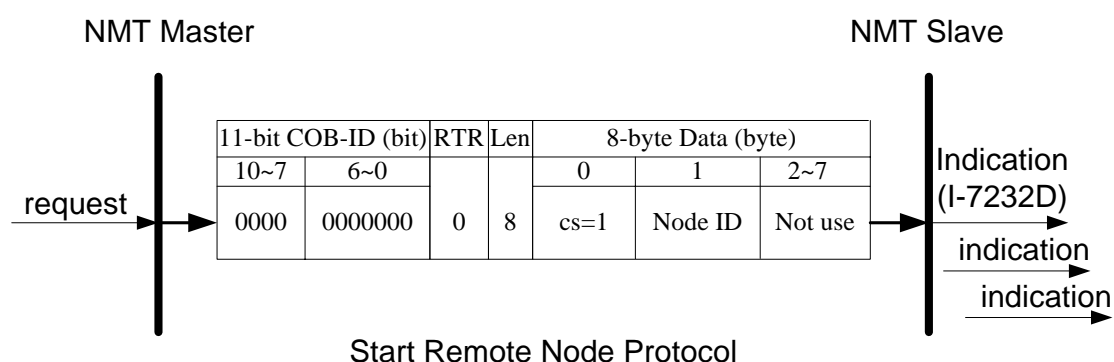 NMT Master NMT Slave
11-bit COB-ID (bit) RTR Len 8-byte Data (byte)
10~7 6~0 0 1 2~7
request 0000 0000000 0 8 cs=1 Node ID Not use
Indication
(I-7232D)
indication
indication
Start Remote Node Protocol